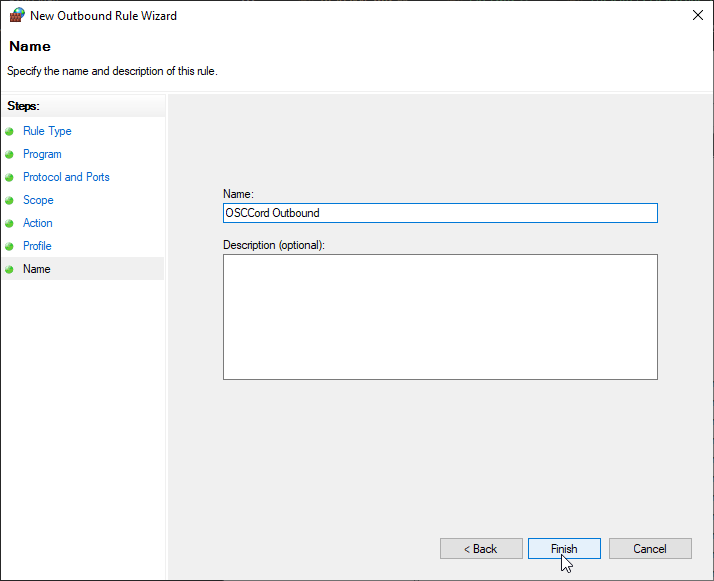 New Outbound Rule Wizard
Name
Specify the name and description of this rule.
Steps:
Rule Type
Program
Protocol and Ports
Scope
Action
Profile
Name
Name:
OSCCord Outbound
Description (optional):
< Back
Finish
Cancel